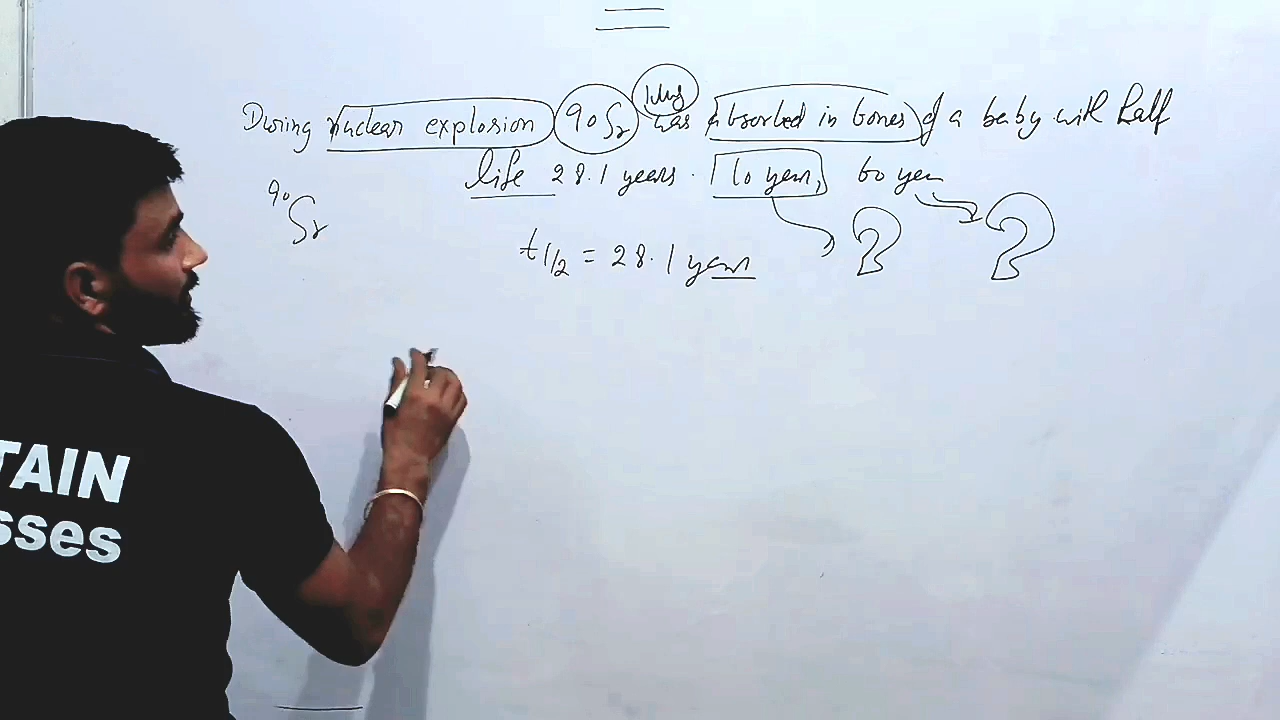 1μg
During nuclear explosion 90Sr was absorbed in bones of a baby with half
life 28.1 years. 10 years, 60 year
90Sr
t1/2 = 28.1 years
?
?
TAIN
sses